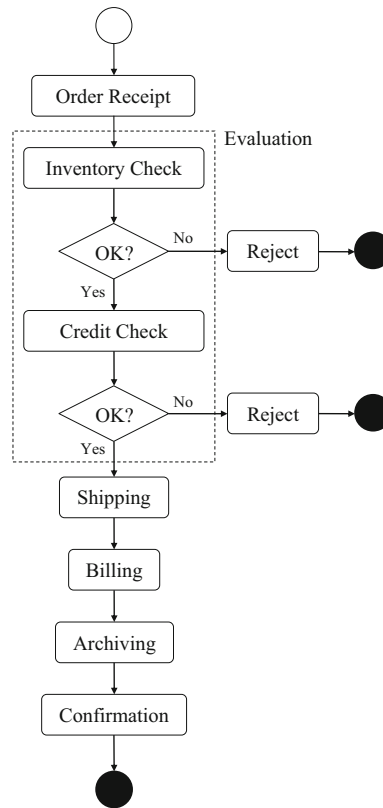 Order Receipt
Evaluation
Inventory Check
OK?
No
Reject
Yes
Credit Check
OK?
No
Reject
Yes
Shipping
Billing
Archiving
Confirmation